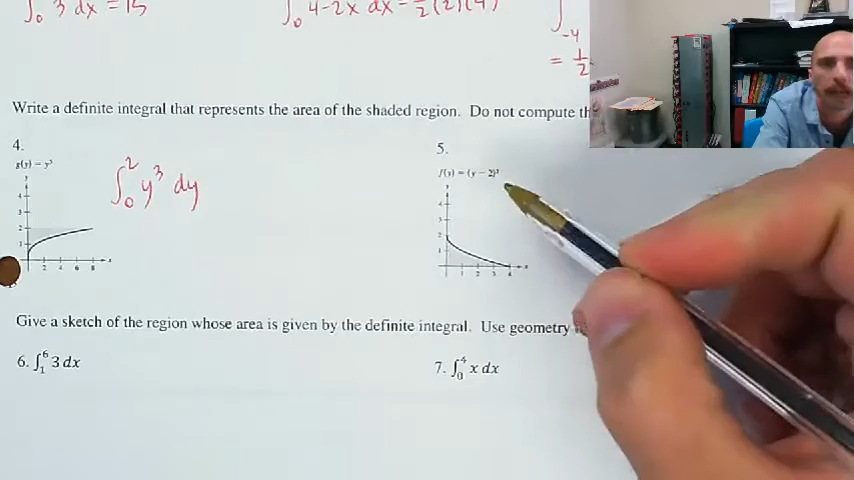 ∫₀ 3 dx = 15
∫₀ 4-2x dx = ½(2)(4)
∫₋₄
= ½
Write a definite integral that represents the area of the shaded region. Do not compute th
4.
g(y) = y³
∫₀² y³ dy
5.
f(y) = (y − 2)²
Give a sketch of the region whose area is given by the definite integral. Use geometry
6. ∫₁⁶ 3 dx
7. ∫₀⁴ x dx